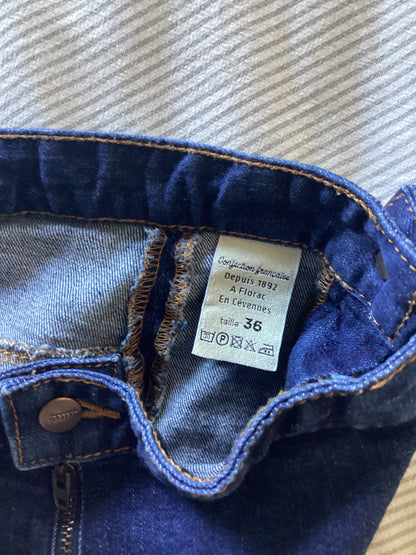 Confection française
Depuis 1892
A Florac
En Cévennes
taille 36